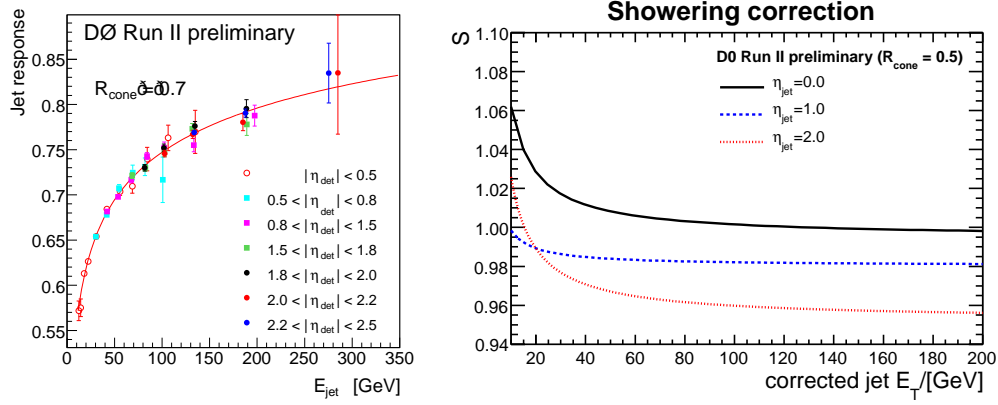 DØ Run II preliminary
Jet response
0.85
0.8
0.75
0.7
0.65
0.6
0.55
0 50 100 150 200 250 300 350
E_jet [GeV]
|η_det| < 0.5
0.5 < |η_det| < 0.8
0.8 < |η_det| < 1.5
1.5 < |η_det| < 1.8
1.8 < |η_det| < 2.0
2.0 < |η_det| < 2.2
2.2 < |η_det| < 2.5
Showering correction
S
1.10
1.08
1.06
1.04
1.02
1.00
0.98
0.96
0.94
D0 Run II preliminary (R_cone = 0.5)
η_jet=0.0
η_jet=1.0
η_jet=2.0
20 40 60 80 100 120 140 160 180 200
corrected jet E_T/[GeV]